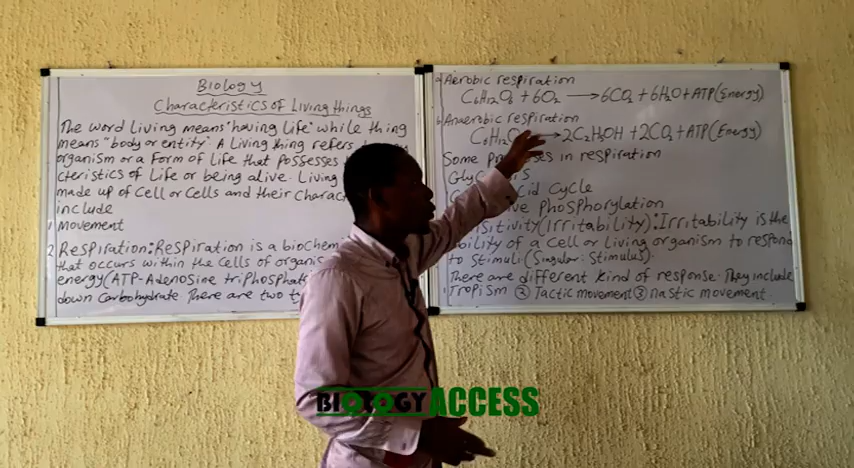 Biology
Characteristics of Living things
The word Living means "having Life" while thing
means "body or entity". A Living thing refers
organism or a form of Life that possesses
cteristics of Life or being alive. Living
made up of Cell or Cells and their Charac
include
1 Movement
2 Respiration: Respiration is a biochem
that occurs within the Cells of organis
energy (ATP-Adenosine triphosphat
down Carbohydrate There are two t
a Aerobic respiration
C6H12O6 + 6O2 → 6CO2 + 6H2O + ATP (Energy)
b Anaerobic respiration
C6H12O → 2C2H5OH + 2CO2 + ATP (Energy)
Some Pr ses in respiration
Gly is
cid Cycle
ve Phosphorylation
sitivity (Irritability): Irritability is the
bility of a cell or living organism to respond
to Stimuli (Singular: Stimulus).
There are different kind of response. They include
1 Tropism ② Tactic movement ③ nastic movement.
BIOLOGY ACCESS